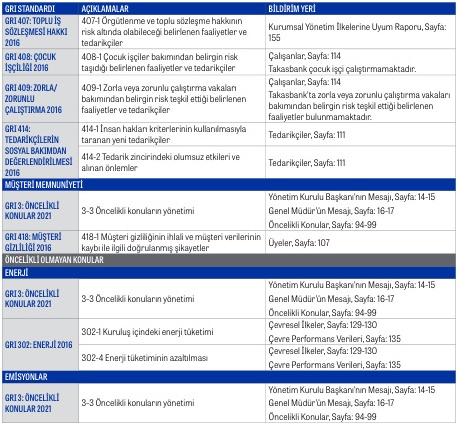 GRI STANDARDI AÇIKLAMALAR BİLDİRİM YERİ
GRI 407: TOPLU İŞ
SÖZLEŞMESİ HAKKI
2016
407-1 Örgütlenme ve toplu sözleşme hakkının
risk altında olabileceği belirlenen faaliyetler ve
tedarikçiler
Kurumsal Yönetim İlkelerine Uyum Raporu, Sayfa:
155
GRI 408: ÇOCUK
İŞÇİLİĞİ 2016
408-1 Çocuk işçiler bakımından belirgin risk
taşıdığı belirlenen faaliyetler ve tedarikçiler
Çalışanlar, Sayfa: 114
Takasbank çocuk işçi çalıştırmamaktadır.
GRI 409: ZORLA/
ZORUNLU
ÇALIŞTIRMA 2016
409-1 Zorla veya zorunlu çalıştırma vakaları
bakımından belirgin risk teşkil ettiği belirlenen
faaliyetler ve tedarikçiler
Çalışanlar, Sayfa: 114
Takasbank'ta zorla veya zorunlu çalıştırma vakaları
bakımından belirgin risk teşkil ettiği belirlenen
faaliyetler bulunmamaktadır.
GRI 414:
TEDARİKÇİLERİN
SOSYAL BAKIMDAN
DEĞERLENDİRİLMESİ
2016
414-1 İnsan hakları kriterlerinin kullanılmasıyla
taranan yeni tedarikçiler
Tedarikçiler, Sayfa: 111
414-2 Tedarik zincirindeki olumsuz etkileri ve
alınan önlemler
Tedarikçiler, Sayfa: 111
MÜŞTERİ MEMNUNİYETİ
GRI 3: ÖNCELİKLİ
KONULAR 2021
3-3 Öncelikli konuların yönetimi
Yönetim Kurulu Başkanı'nın Mesajı, Sayfa: 14-15
Genel Müdür'ün Mesajı, Sayfa: 16-17
Öncelikli Konular, Sayfa: 94-99
GRI 418: MÜŞTERİ
GİZLİLİĞİ 2016
418-1 Müşteri gizliliğinin ihlali ve müşteri verilerinin
kaybı ile ilgili doğrulanmış şikayetler
Üyeler, Sayfa: 107
ÖNCELİKLİ OLMAYAN KONULAR
ENERJİ
GRI 3: ÖNCELİKLİ
KONULAR 2021
3-3 Öncelikli konuların yönetimi
Yönetim Kurulu Başkanı'nın Mesajı, Sayfa: 14-15
Genel Müdür'ün Mesajı, Sayfa: 16-17
Öncelikli Konular, Sayfa: 94-99
GRI 302: ENERJİ 2016
302-1 Kuruluş içindeki enerji tüketimi
Çevresel İlkeler, Sayfa: 129-130
Çevre Performans Verileri, Sayfa: 135
302-4 Enerji tüketiminin azaltılması
Çevresel İlkeler, Sayfa: 129-130
Çevre Performans Verileri, Sayfa: 135
EMİSYONLAR
GRI 3: ÖNCELİKLİ
KONULAR 2021
3-3 Öncelikli konuların yönetimi
Yönetim Kurulu Başkanı'nın Mesajı, Sayfa: 14-15
Genel Müdür'ün Mesajı, Sayfa: 16-17
Öncelikli Konular, Sayfa: 94-99